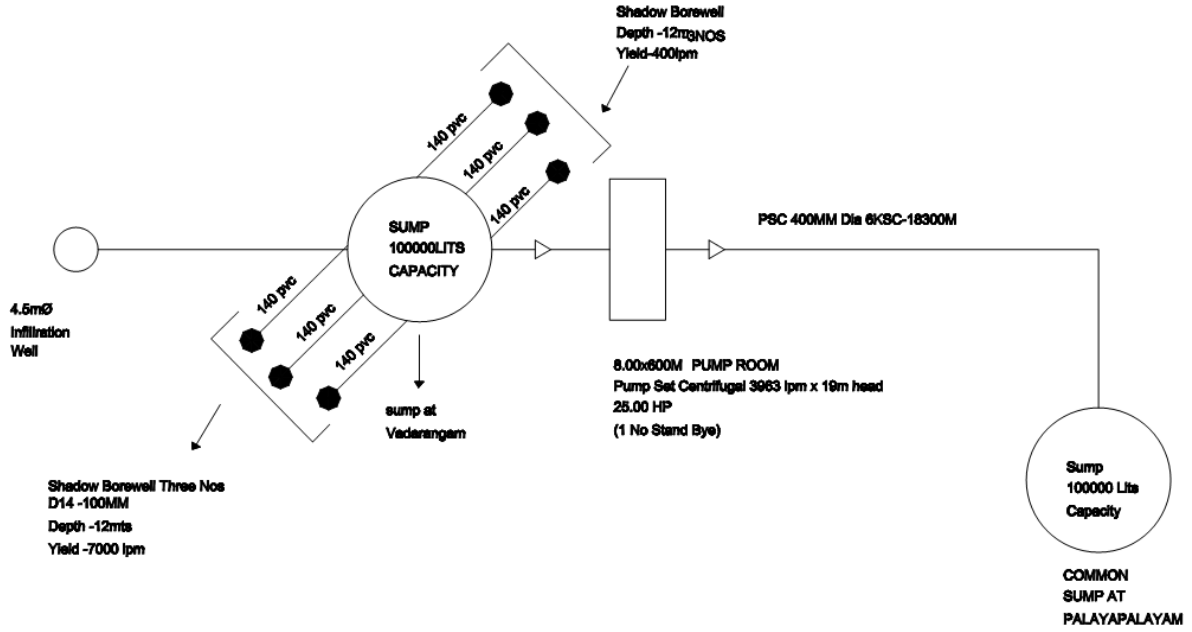 Shadow Borewell
Depth -12m 3NOS
Yield-400lpm
140 pvc
140 pvc
140 pvc
SUMP
100000LITS
CAPACITY
PSC 400MM Dia 6KSC-18300M
4.5mØ
Infiliration
Well
140 pvc
140 pvc
140 pvc
8.00x600M PUMP ROOM
Pump Set Centrifugal 3963 lpm x 19m head
25.00 HP
(1 No Stand Bye)
sump at
Vadarangam
Shadow Borewell Three Nos
D14 -100MM
Depth -12mts
Yield -7000 lpm
Sump
100000 Lits
Capacity
COMMON
SUMP AT
PALAYAPALAYAM